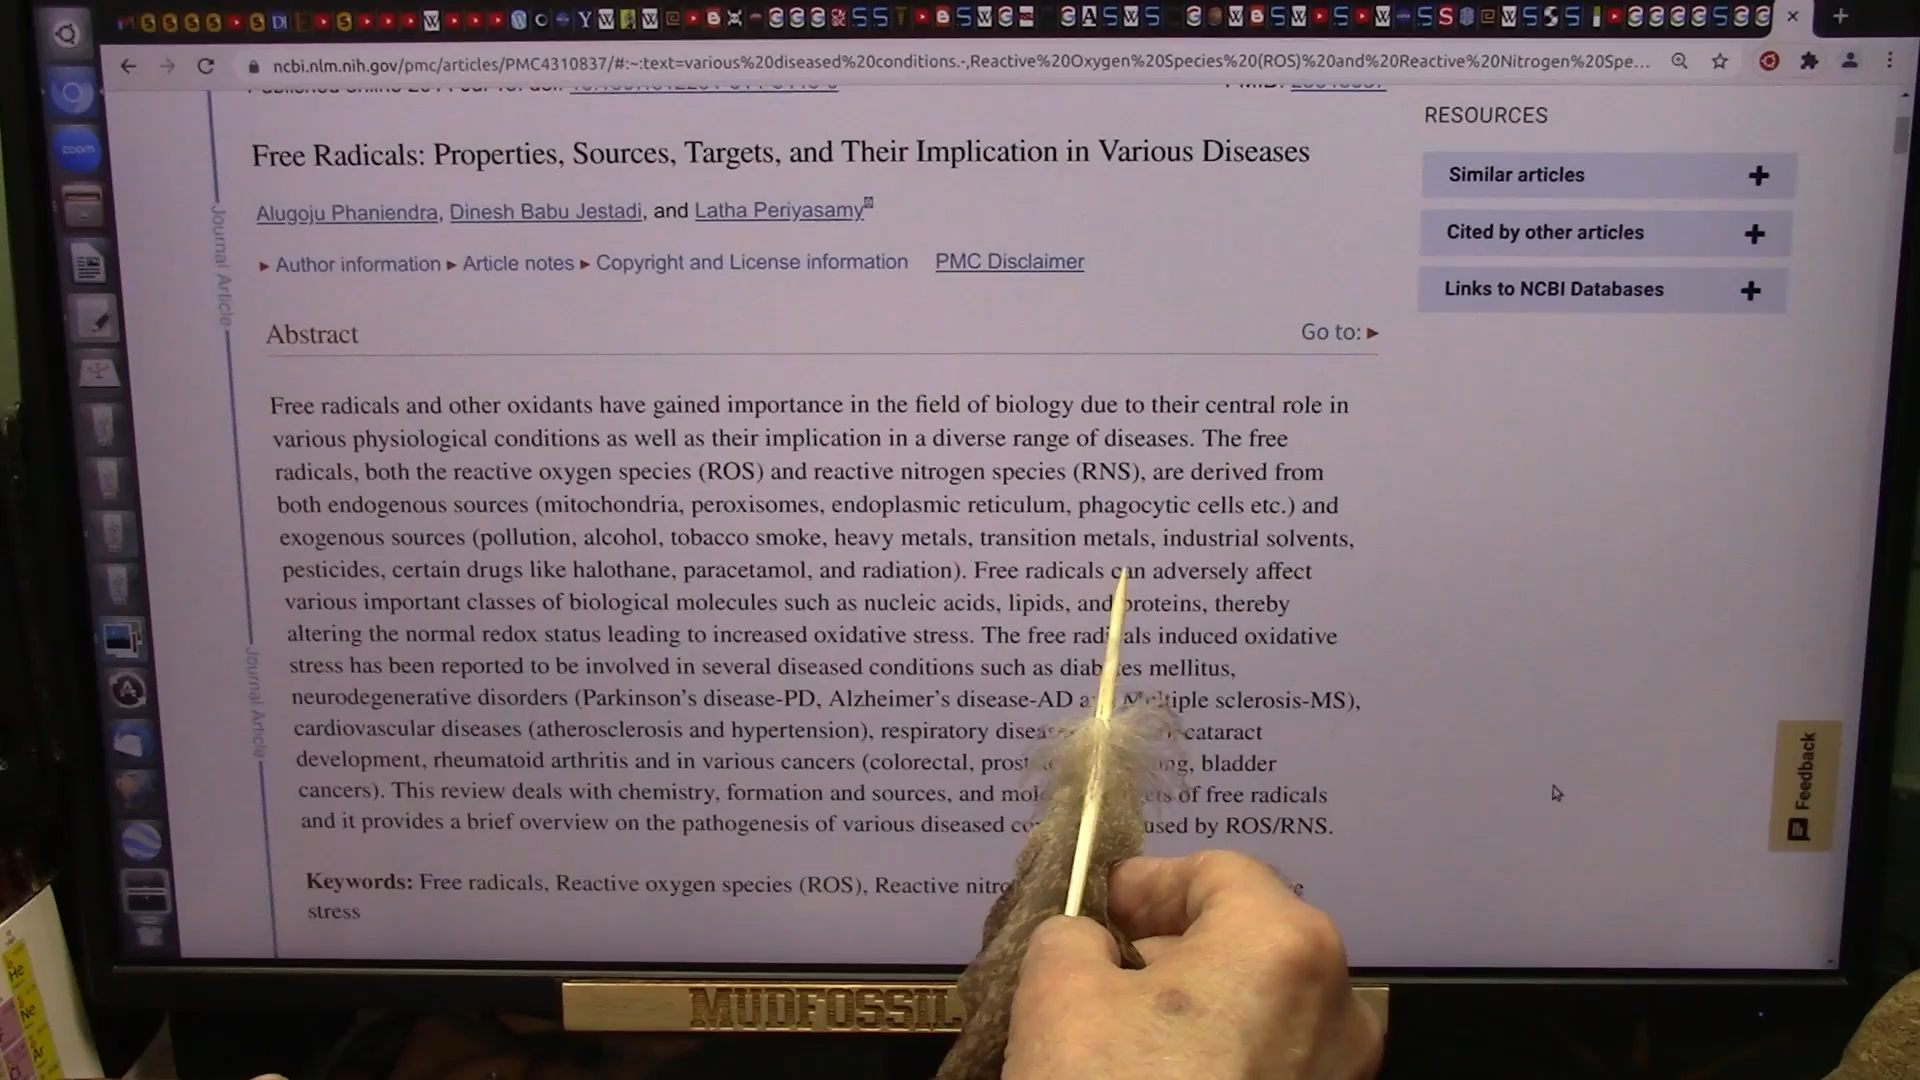 ncbi.nlm.nih.gov/pmc/articles/PMC4310837/#:~:text=various%20diseased%20conditions.-,Reactive%20Oxygen%20Species%20(ROS)%20and%20Reactive%20Nitrogen%20Spe...
zoom
RESOURCES
Free Radicals: Properties, Sources, Targets, and Their Implication in Various Diseases
Similar articles
Alugoju Phaniendra, Dinesh Babu Jestadi, and Latha Periyasamy
Cited by other articles
Author information Article notes Copyright and License information PMC Disclaimer
Links to NCBI Databases
Journal Article
Abstract
Go to:
Free radicals and other oxidants have gained importance in the field of biology due to their central role in
various physiological conditions as well as their implication in a diverse range of diseases. The free
radicals, both the reactive oxygen species (ROS) and reactive nitrogen species (RNS), are derived from
both endogenous sources (mitochondria, peroxisomes, endoplasmic reticulum, phagocytic cells etc.) and
exogenous sources (pollution, alcohol, tobacco smoke, heavy metals, transition metals, industrial solvents,
pesticides, certain drugs like halothane, paracetamol, and radiation). Free radicals can adversely affect
various important classes of biological molecules such as nucleic acids, lipids, and proteins, thereby
altering the normal redox status leading to increased oxidative stress. The free radicals induced oxidative
stress has been reported to be involved in several diseased conditions such as diabetes mellitus,
neurodegenerative disorders (Parkinson's disease-PD, Alzheimer's disease-AD Multiple sclerosis-MS),
cardiovascular diseases (atherosclerosis and hypertension), respiratory cataract
development, rheumatoid arthritis and in various cancers (colorectal, bladder
cancers). This review deals with chemistry, formation and sources, and of free radicals
and it provides a brief overview on the pathogenesis of various diseased by ROS/RNS.
Journal Article
Feedback
Keywords: Free radicals, Reactive oxygen species (ROS), Reactive
stress
MUDFOSSIL
He
Ne
Ar